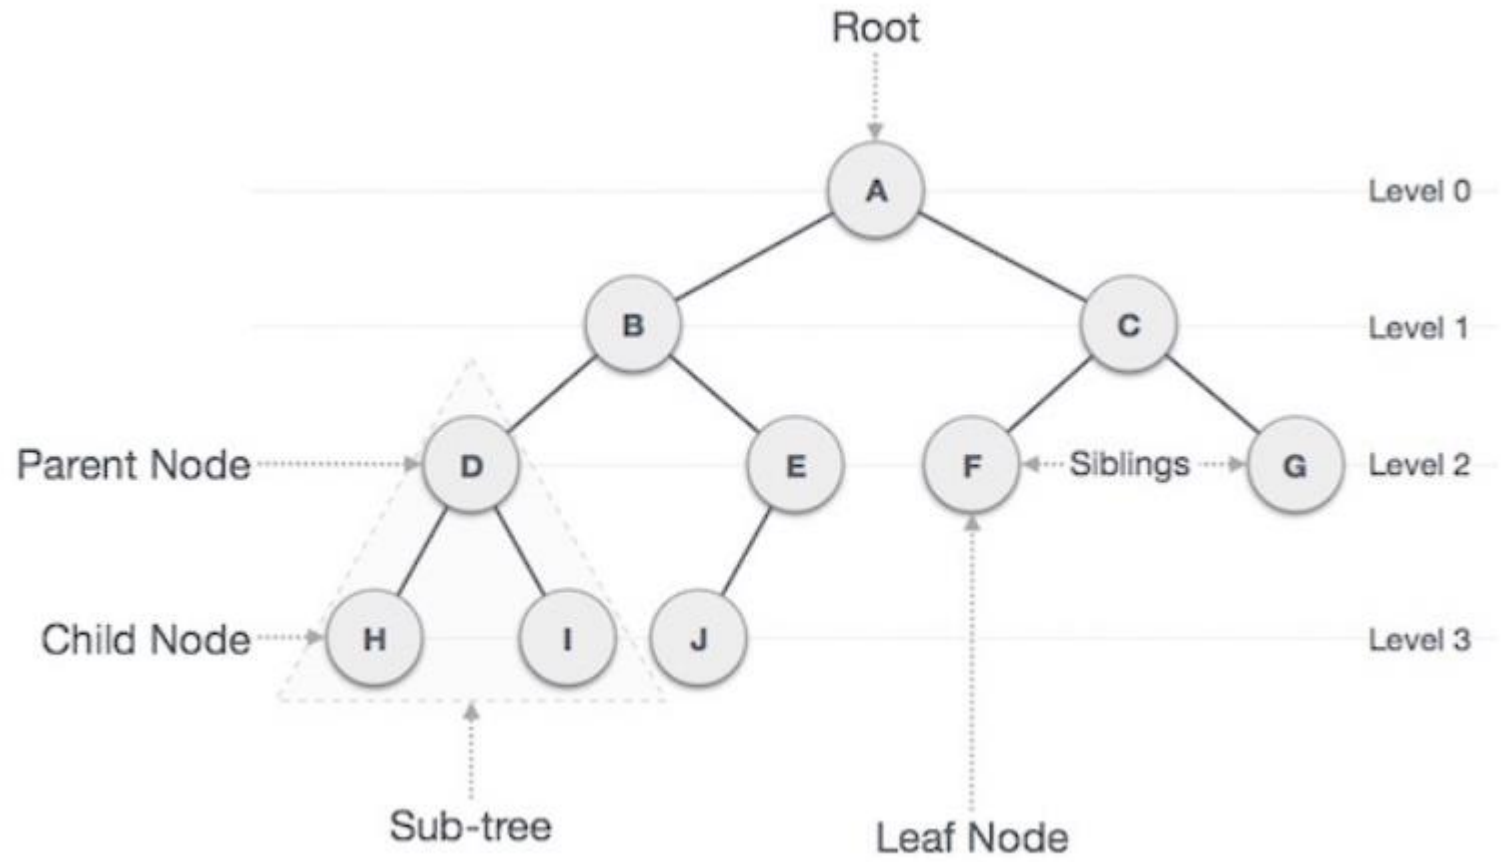 Root
A
Level 0
B
C
Level 1
Parent Node
D
E
F
Siblings
G
Level 2
Child Node
H
I
J
Level 3
Sub-tree
Leaf Node